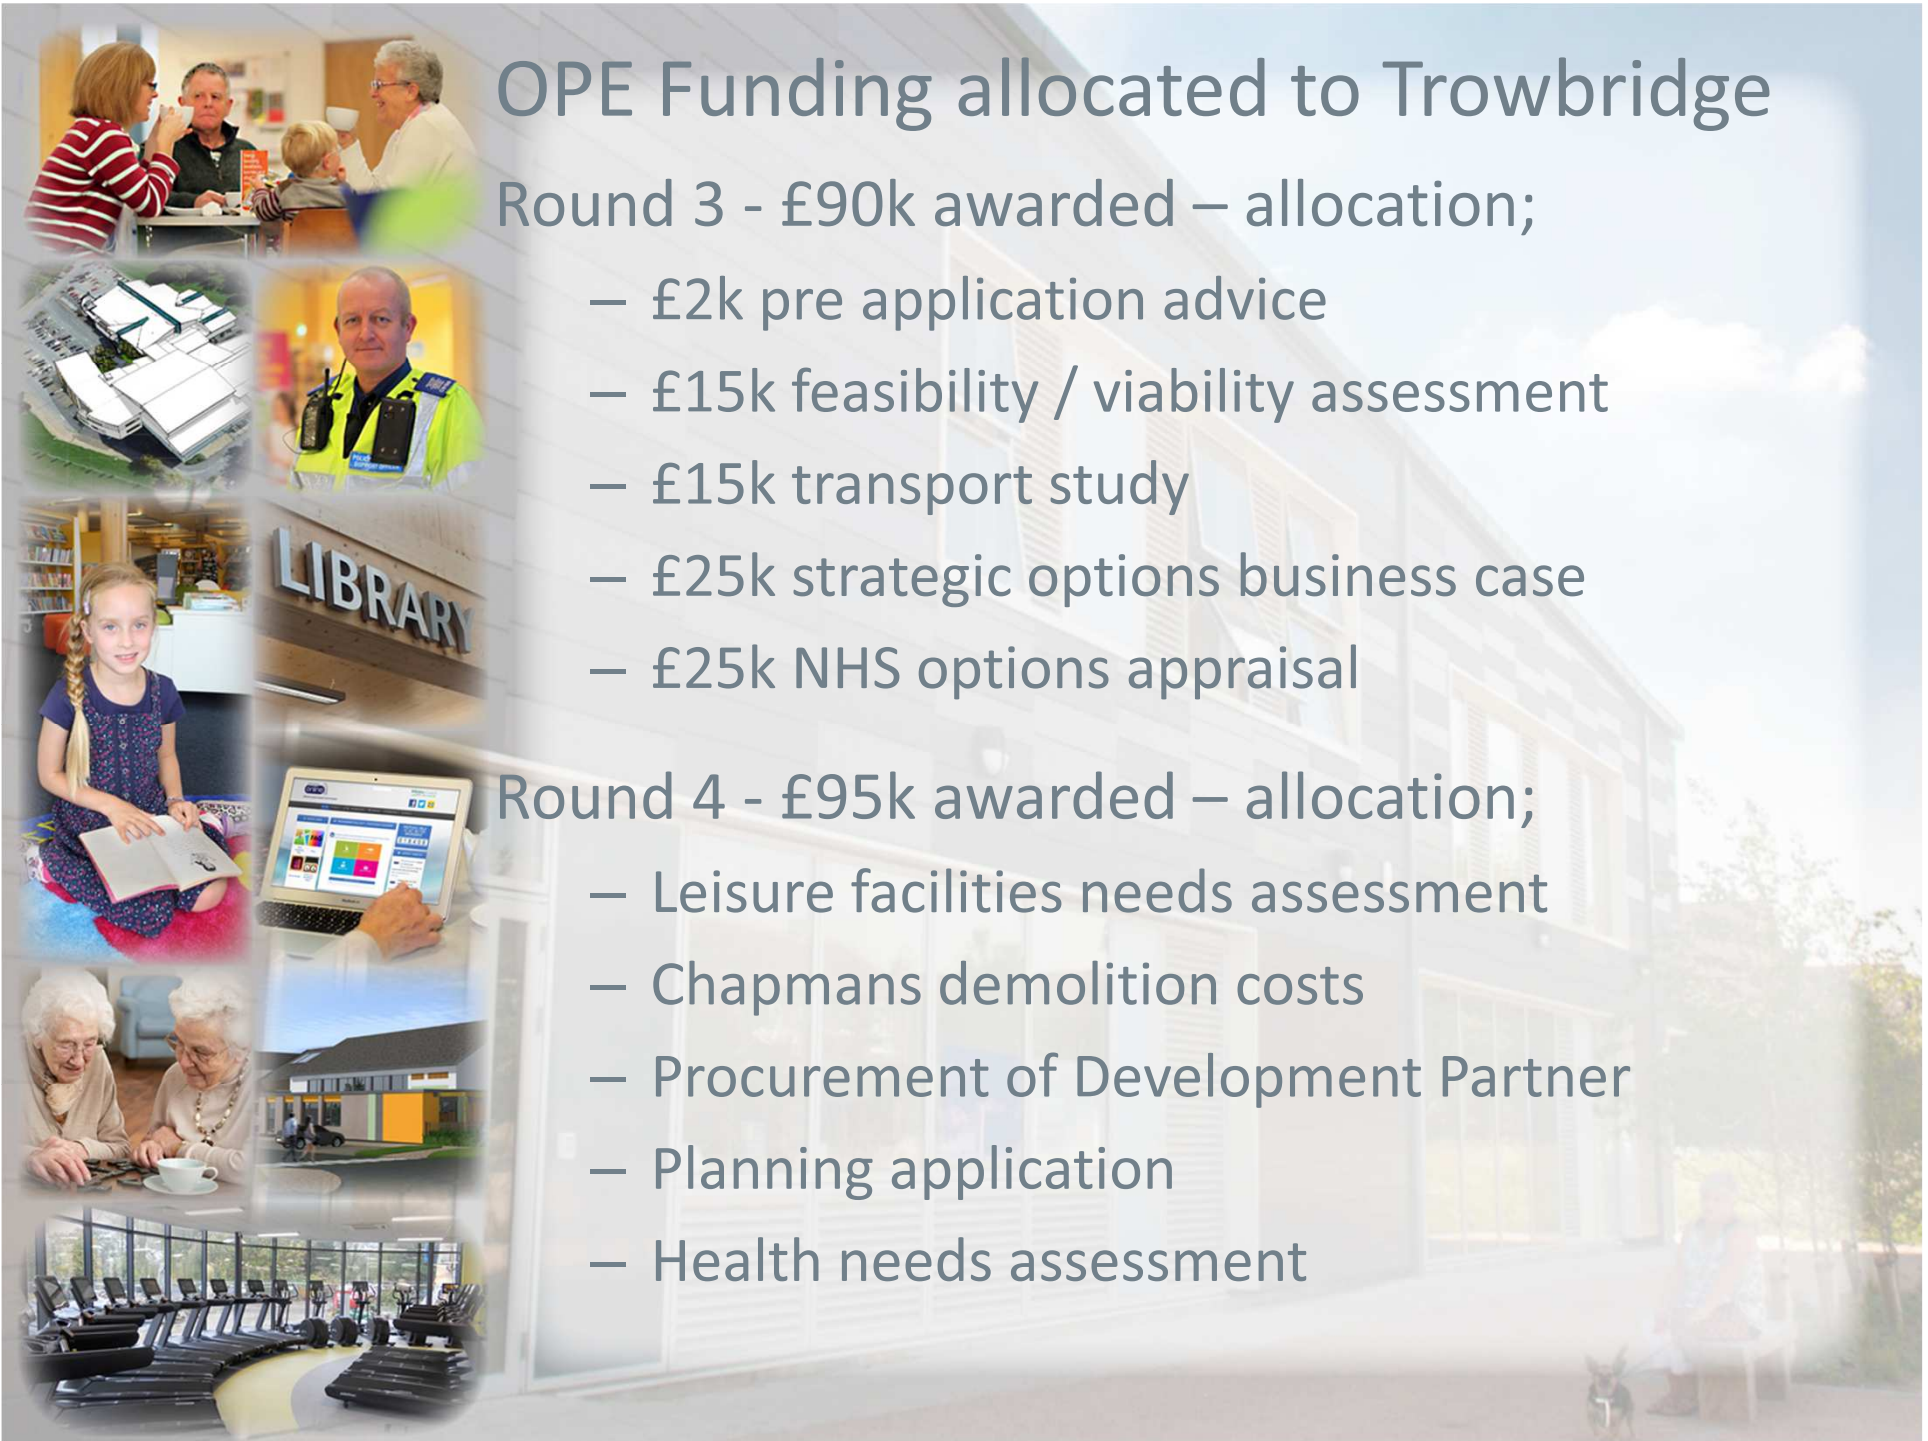 OPE Funding allocated to Trowbridge
Round 3 - £90k awarded – allocation;
– £2k pre application advice
– £15k feasibility / viability assessment
– £15k transport study
– £25k strategic options business case
– £25k NHS options appraisal
Round 4 - £95k awarded – allocation;
– Leisure facilities needs assessment
– Chapmans demolition costs
– Procurement of Development Partner
– Planning application
– Health needs assessment
LIBRARY